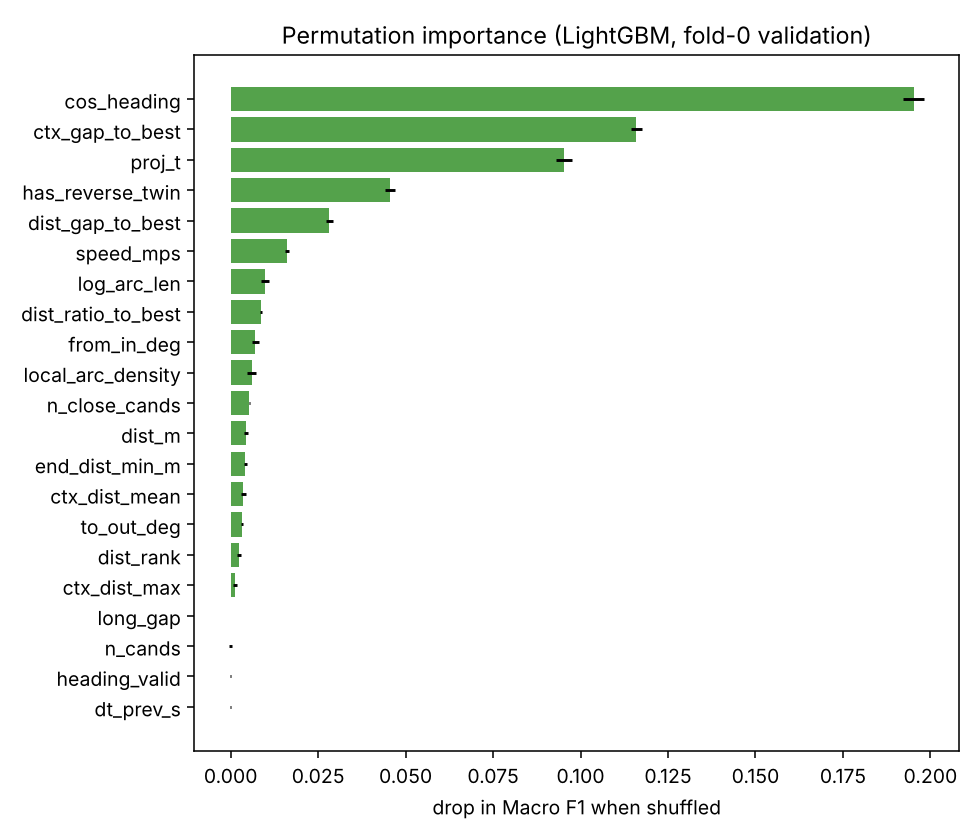 Permutation importance (LightGBM, fold-0 validation)
cos_heading
ctx_gap_to_best
proj_t
has_reverse_twin
dist_gap_to_best
speed_mps
log_arc_len
dist_ratio_to_best
from_in_deg
local_arc_density
n_close_cands
dist_m
end_dist_min_m
ctx_dist_mean
to_out_deg
dist_rank
ctx_dist_max
long_gap
n_cands
heading_valid
dt_prev_s
0.000 0.025 0.050 0.075 0.100 0.125 0.150 0.175 0.200
drop in Macro F1 when shuffled